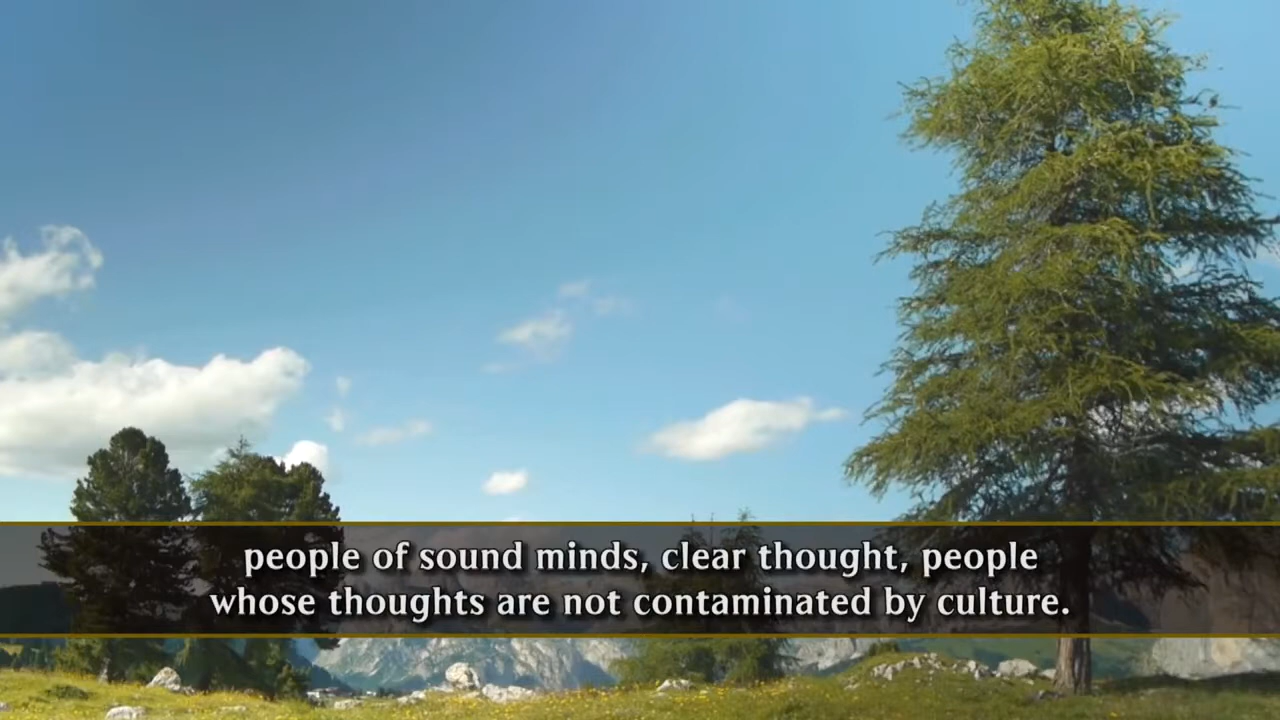 people of sound minds, clear thought, people
whose thoughts are not contaminated by culture.